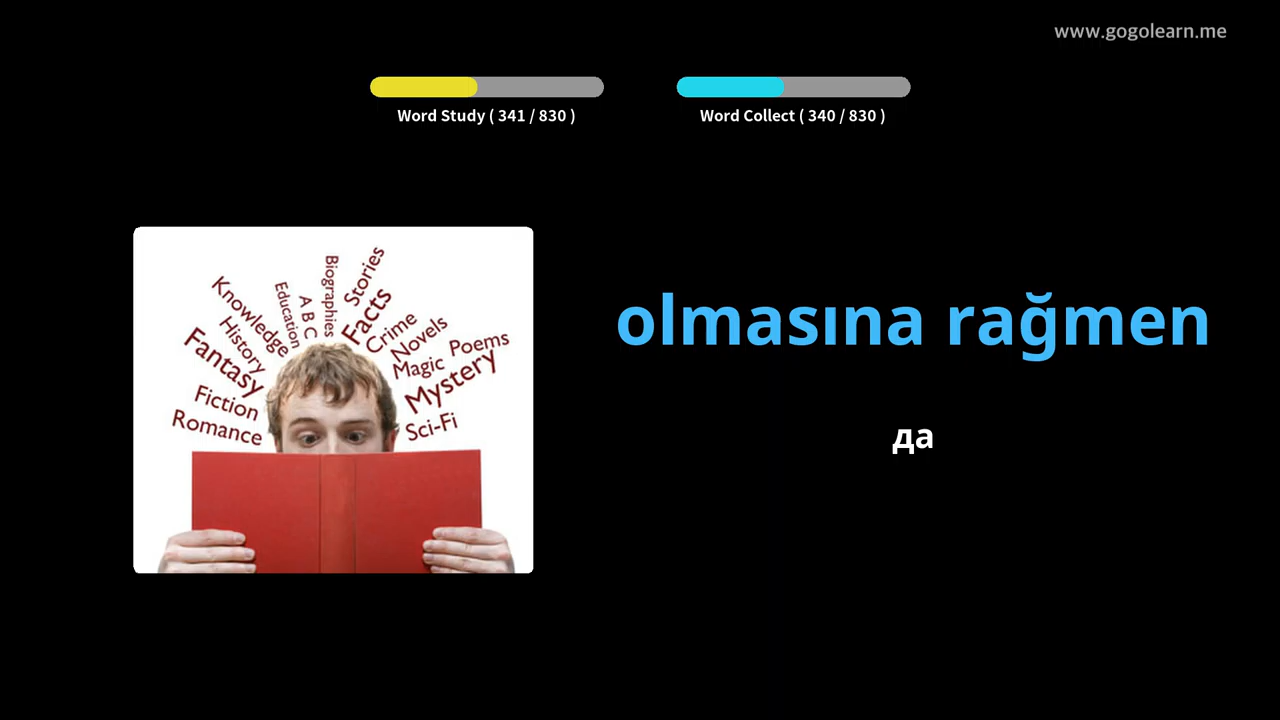 www.gogolearn.me
Word Study ( 341 / 830 )
Word Collect ( 340 / 830 )
olmasına rağmen
да
Knowledge
History
Fantasy
Fiction
Romance
Education
A B C
Biographies
Stories
Facts
Crime
Novels
Magic
Poems
Mystery
Sci-Fi